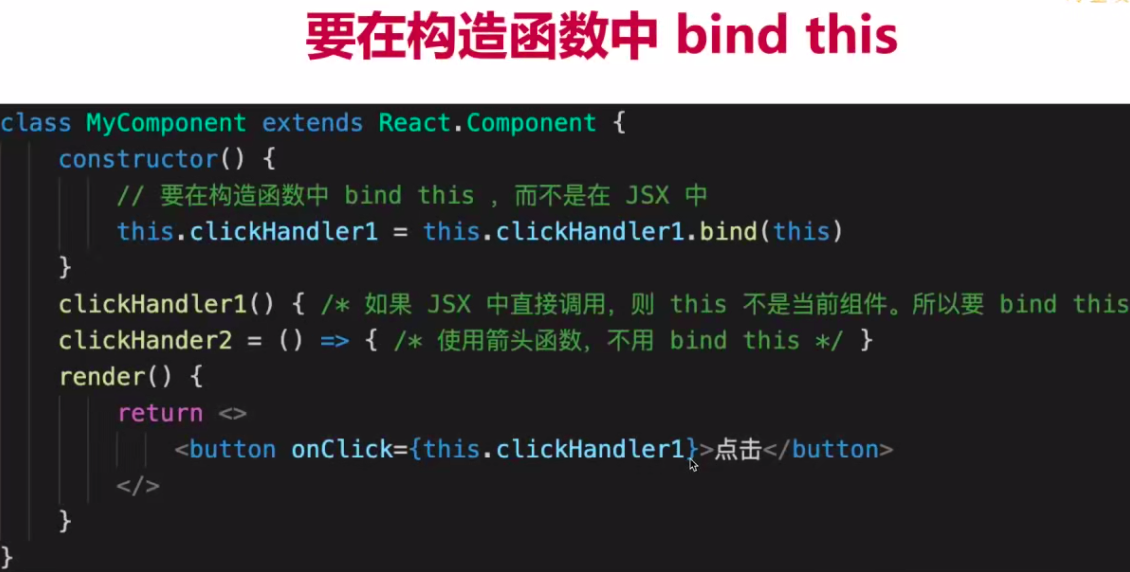 要在构造函数中 bind this
class MyComponent extends React.Component {
constructor() {
// 要在构造函数中 bind this ，而不是在 JSX 中
this.clickHandler1 = this.clickHandler1.bind(this)
}
clickHandler1() { /* 如果 JSX 中直接调用，则 this 不是当前组件。所以要 bind this
clickHander2 = () => { /* 使用箭头函数，不用 bind this */ }
render() {
return <>
<button onClick={this.clickHandler1}>点击</button>
</>
}
}